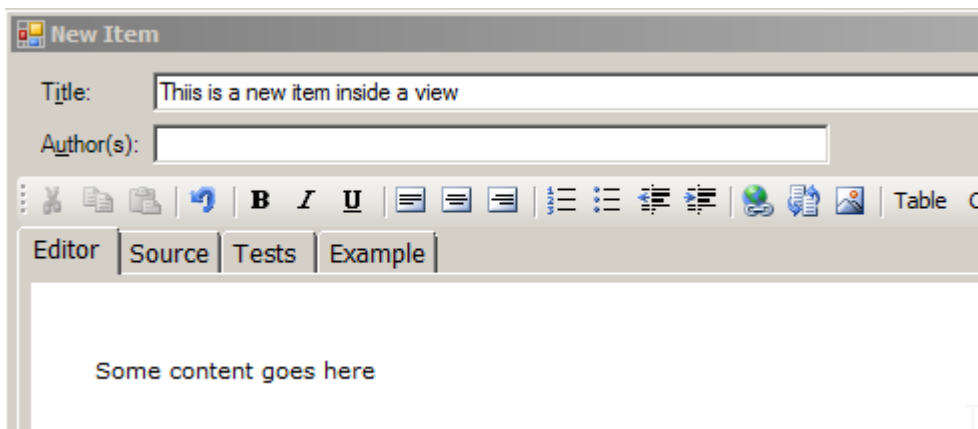 New Item
Title: Thiis is a new item inside a view
Author(s):
B I U Table
Editor Source Tests Example
Some content goes here